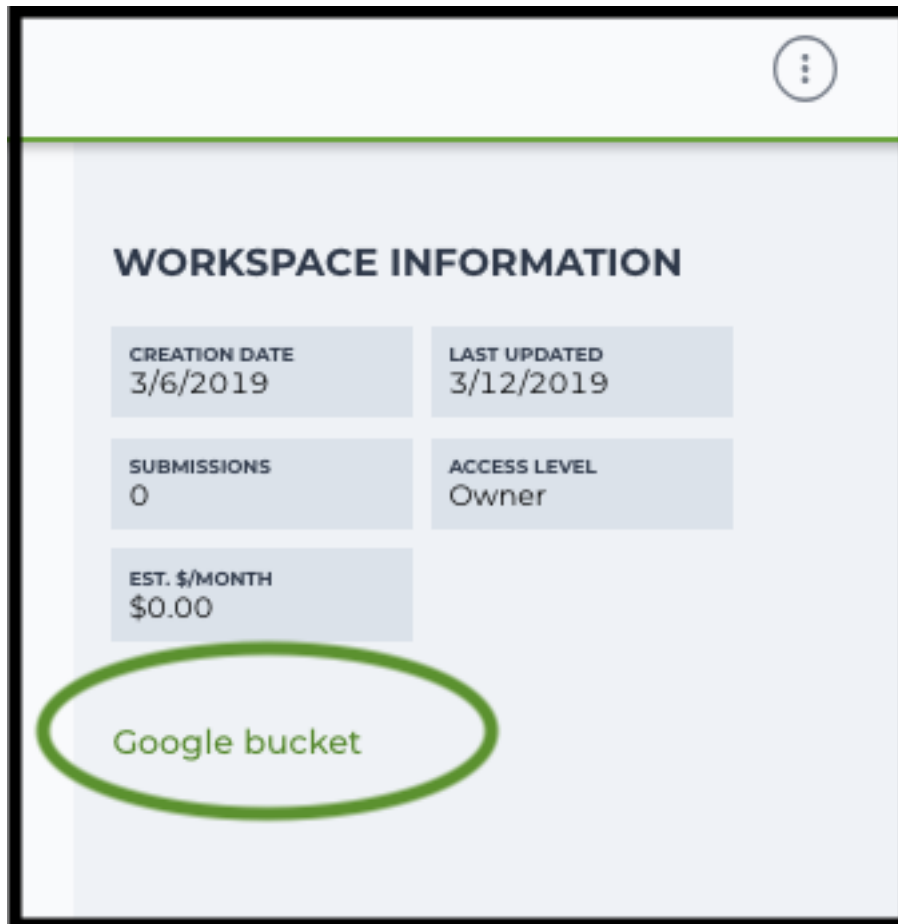 WORKSPACE INFORMATION
CREATION DATE
3/6/2019
LAST UPDATED
3/12/2019
SUBMISSIONS
0
ACCESS LEVEL
Owner
EST. $/MONTH
$0.00
Google bucket